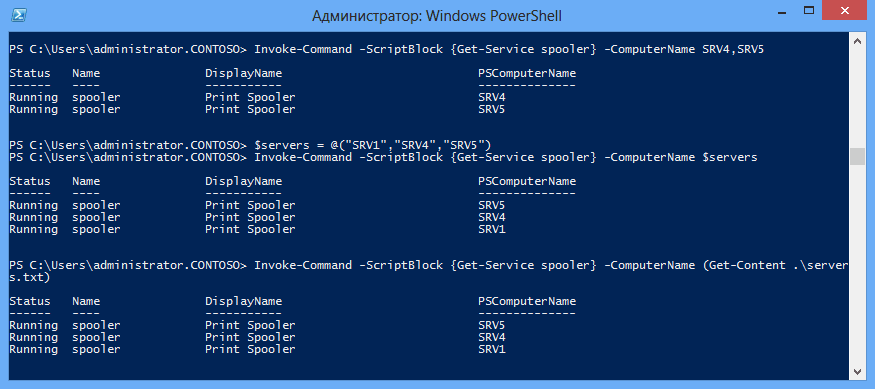 Администратор: Windows PowerShell
PS C:\Users\administrator.CONTOSO> Invoke-Command -ScriptBlock {Get-Service spooler} -ComputerName SRV4,SRV5
Status Name DisplayName PSComputerName
------ ---- ----------- --------------
Running spooler Print Spooler SRV4
Running spooler Print Spooler SRV5
PS C:\Users\administrator.CONTOSO> $servers = @("SRV1","SRV4","SRV5")
PS C:\Users\administrator.CONTOSO> Invoke-Command -ScriptBlock {Get-Service spooler} -ComputerName $servers
Status Name DisplayName PSComputerName
------ ---- ----------- --------------
Running spooler Print Spooler SRV5
Running spooler Print Spooler SRV4
Running spooler Print Spooler SRV1
PS C:\Users\administrator.CONTOSO> Invoke-Command -ScriptBlock {Get-Service spooler} -ComputerName (Get-Content .\server
s.txt)
Status Name DisplayName PSComputerName
------ ---- ----------- --------------
Running spooler Print Spooler SRV5
Running spooler Print Spooler SRV4
Running spooler Print Spooler SRV1